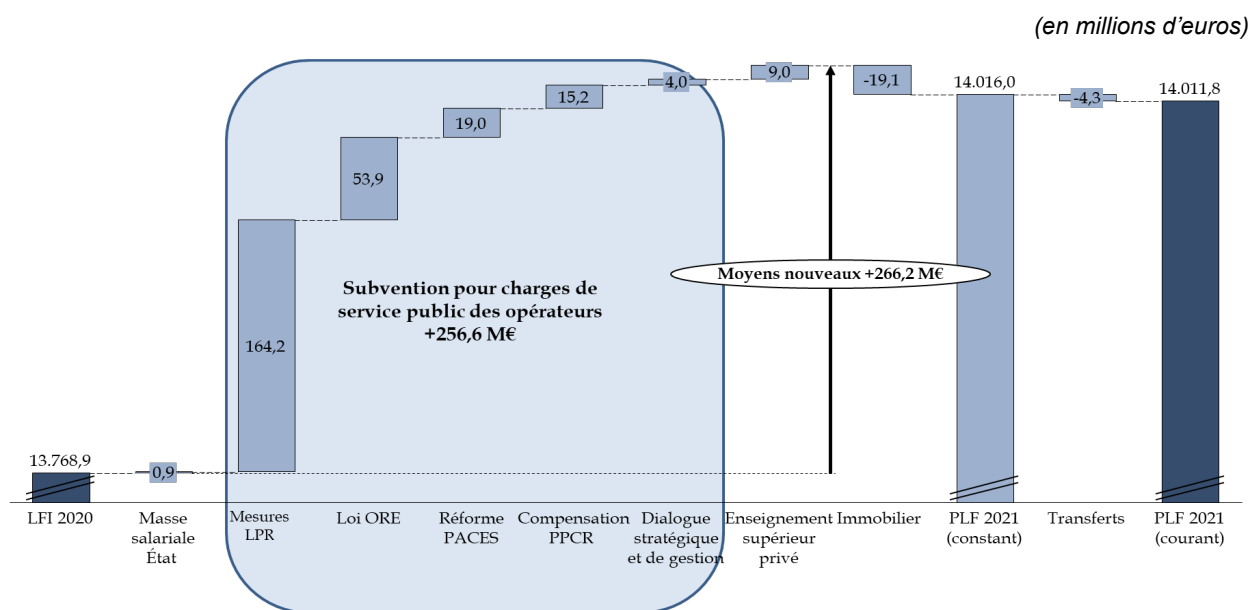 (en millions d'euros)
9,0
4,0
-19,1
14.016,0
-4,3
14.011,8
15,2
19,0
53,9
Moyens nouveaux +266,2 M€
Subvention pour charges de
service public des opérateurs
+256,6 M€
164,2
13.768,9
0,9
LFI 2020
Masse
salariale
État
Mesures
LPR
Loi ORE
Réforme
PACES
Compensation
PPCR
Dialogue
stratégique
et de gestion
Enseignement
supérieur
privé
Immobilier
PLF 2021
(constant)
Transferts
PLF 2021
(courant)